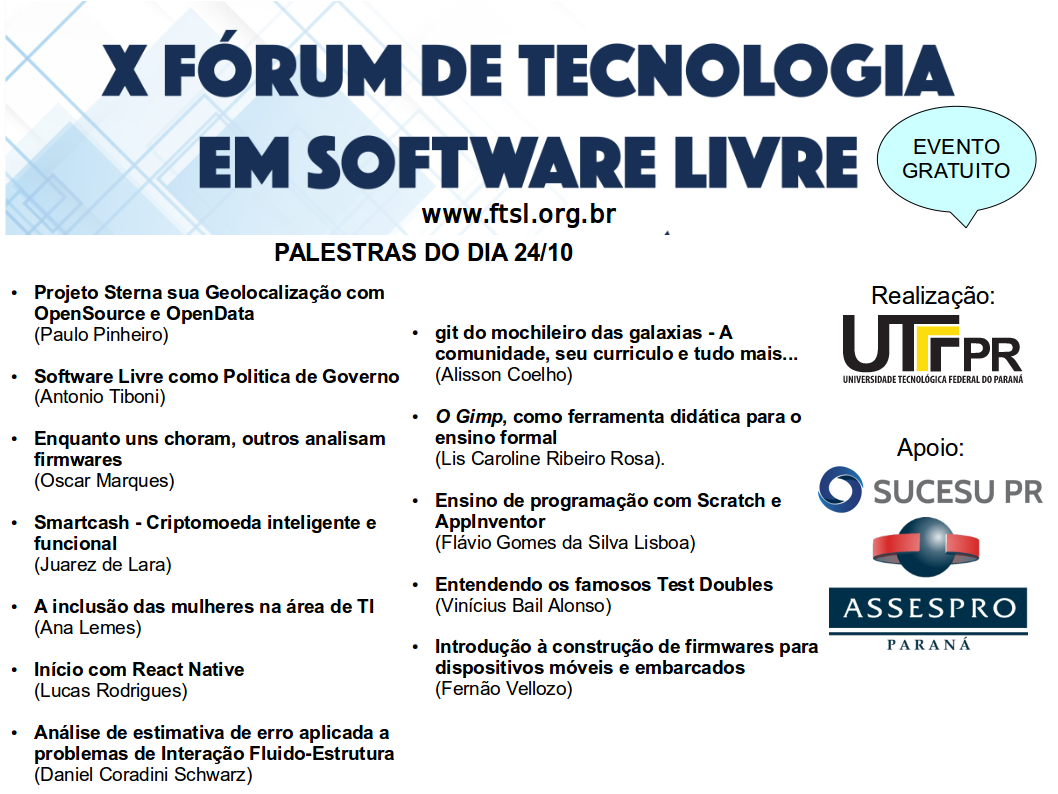 X FÓRUM DE TECNOLOGIA
EM SOFTWARE LIVRE
EVENTO
GRATUITO
www.ftsl.org.br
PALESTRAS DO DIA 24/10
• Projeto Sterna sua Geolocalização com
OpenSource e OpenData
(Paulo Pinheiro)
• Software Livre como Politica de Governo
(Antonio Tiboni)
• Enquanto uns choram, outros analisam
firmwares
(Oscar Marques)
• Smartcash - Criptomoeda inteligente e
funcional
(Juarez de Lara)
• A inclusão das mulheres na área de TI
(Ana Lemes)
• Início com React Native
(Lucas Rodrigues)
• Análise de estimativa de erro aplicada a
problemas de Interação Fluido-Estrutura
(Daniel Coradini Schwarz)
• git do mochileiro das galaxias - A
comunidade, seu curriculo e tudo mais...
(Alisson Coelho)
• O Gimp, como ferramenta didática para o
ensino formal
(Lis Caroline Ribeiro Rosa).
• Ensino de programação com Scratch e
AppInventor
(Flávio Gomes da Silva Lisboa)
• Entendendo os famosos Test Doubles
(Vinícius Bail Alonso)
• Introdução à construção de firmwares para
dispositivos móveis e embarcados
(Fernão Vellozo)
Realização:
UTFPR
UNIVERSIDADE TECNOLÓGICA FEDERAL DO PARANÁ
Apoio:
SUCESU PR
ASSESPRO
PARANÁ